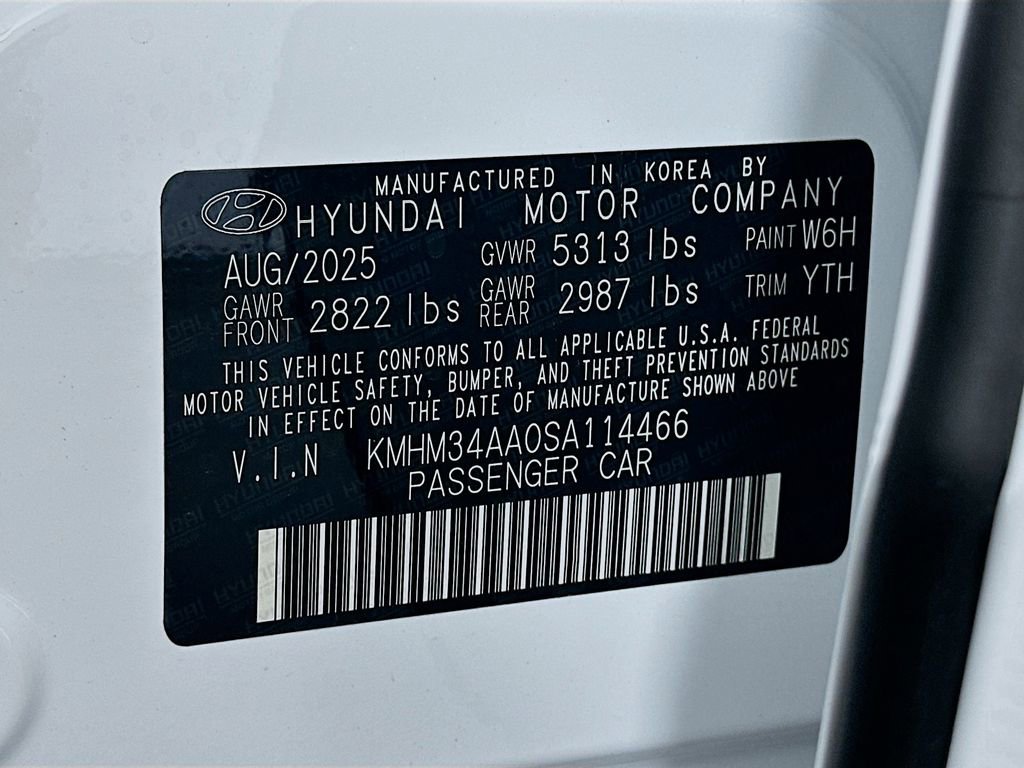 MANUFACTURED IN KOREA BY
HYUNDAI MOTOR COMPANY
AUG/2025 GVWR 5313 lbs PAINT W6H
GAWR FRONT 2822 lbs GAWR REAR 2987 lbs TRIM YTH
THIS VEHICLE CONFORMS TO ALL APPLICABLE U.S.A. FEDERAL
MOTOR VEHICLE SAFETY, BUMPER, AND THEFT PREVENTION STANDARDS
IN EFFECT ON THE DATE OF MANUFACTURE SHOWN ABOVE
V.I.N KMHM34AA0SA114466
PASSENGER CAR